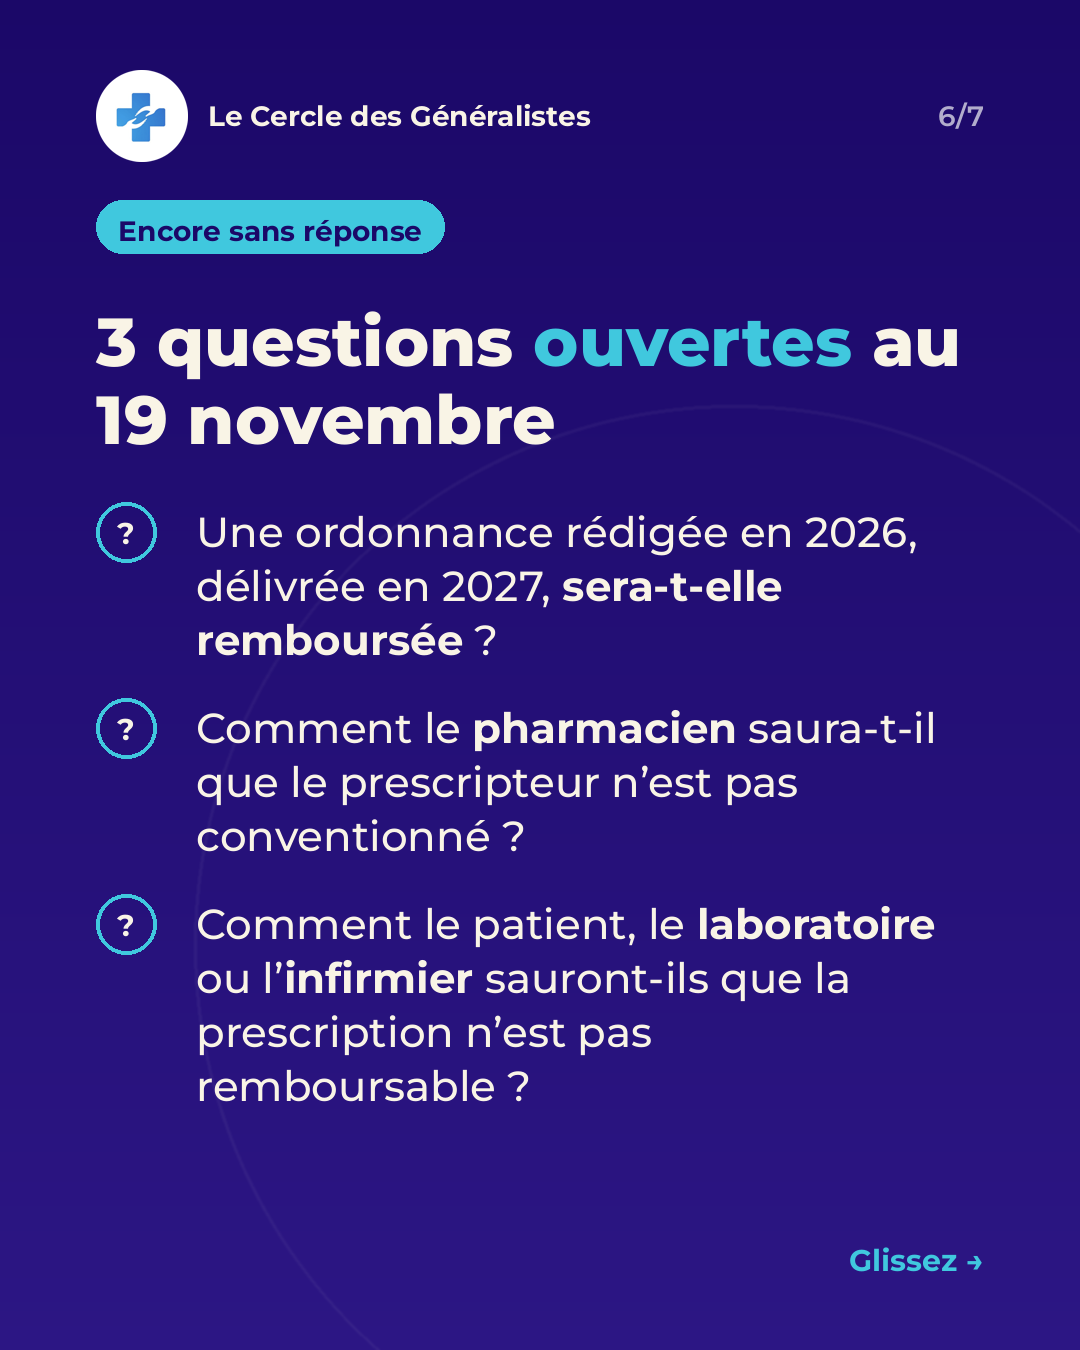 Le Cercle des Généralistes
6/7
Encore sans réponse
3 questions ouvertes au
19 novembre
?
Une ordonnance rédigée en 2026,
délivrée en 2027, sera-t-elle
remboursée ?
?
Comment le pharmacien saura-t-il
que le prescripteur n’est pas
conventionné ?
?
Comment le patient, le laboratoire
ou l’infirmier sauront-ils que la
prescription n’est pas
remboursable ?
Glissez →